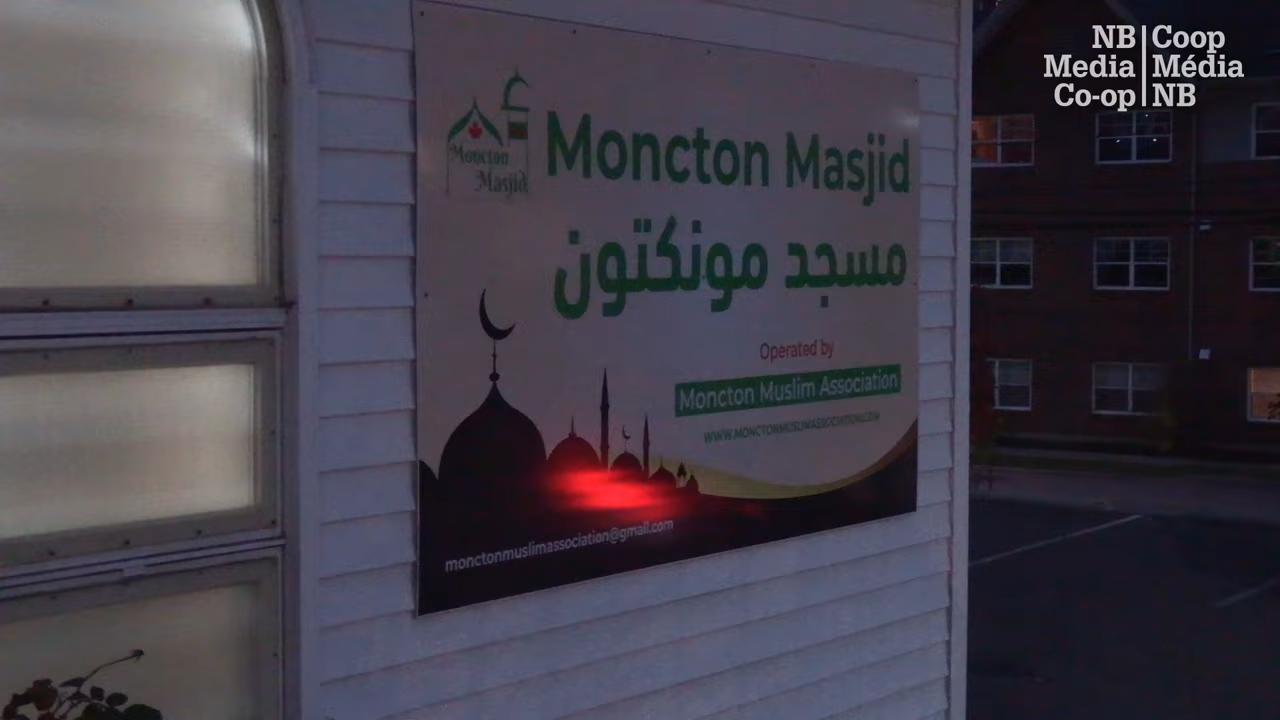 NB Coop
Media Média
Co-op NB
Moncton
Masjid
Moncton Masjid
مسجد مونكتون
Operated by
Moncton Muslim Association
WWW.MONCTONMUSLIMASSOCIATION.COM
monctonmuslimassociation@gmail.com